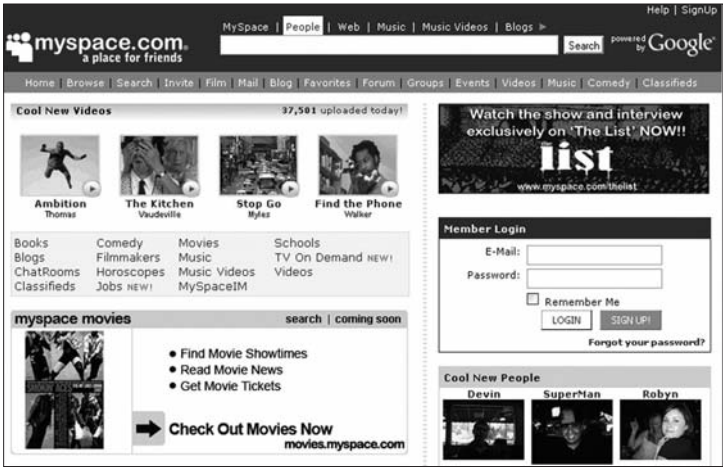 Help | SignUp
MySpace | People | Web | Music | Music Videos | Blogs
myspace.com.
a place for friends
Search
powered by Google
Home | Browse | Search | Invite | Film | Mail | Blog | Favorites | Forum | Groups | Events | Videos | Music | Comedy | Classifieds
Cool New Videos 37,501 uploaded today!
Ambition The Kitchen Stop Go Find the Phone
Thomas Vaudeville Myles Walker
Books Comedy Movies Schools
Blogs Filmmakers Music TV On Demand NEW!
ChatRooms Horoscopes Music Videos Videos
Classifieds Jobs NEW! MySpaceIM
myspace movies search | coming soon
SMOKIN' ACES
• Find Movie Showtimes
• Read Movie News
• Get Movie Tickets
Check Out Movies Now
movies.myspace.com
Watch the show and interview
exclusively on 'The List' NOW!!
list
www.myspace.com/thelist
Member Login
E-Mail:
Password:
Remember Me
LOGIN SIGN UP!
Forgot your password?
Cool New People
Devin SuperMan Robyn